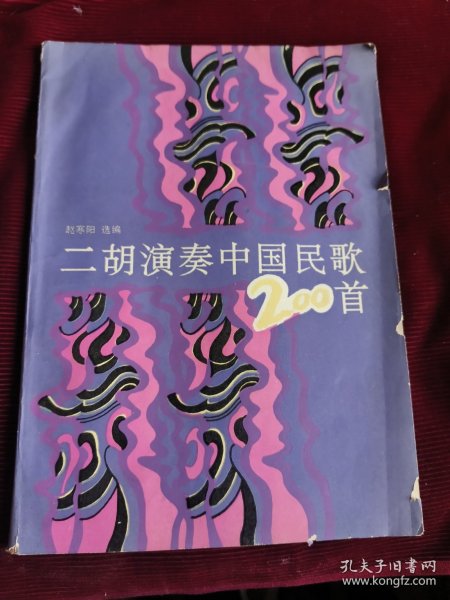 赵寒阳 选编
二胡演奏中国民歌
200首
孔夫子旧书网
www.kongfz.com